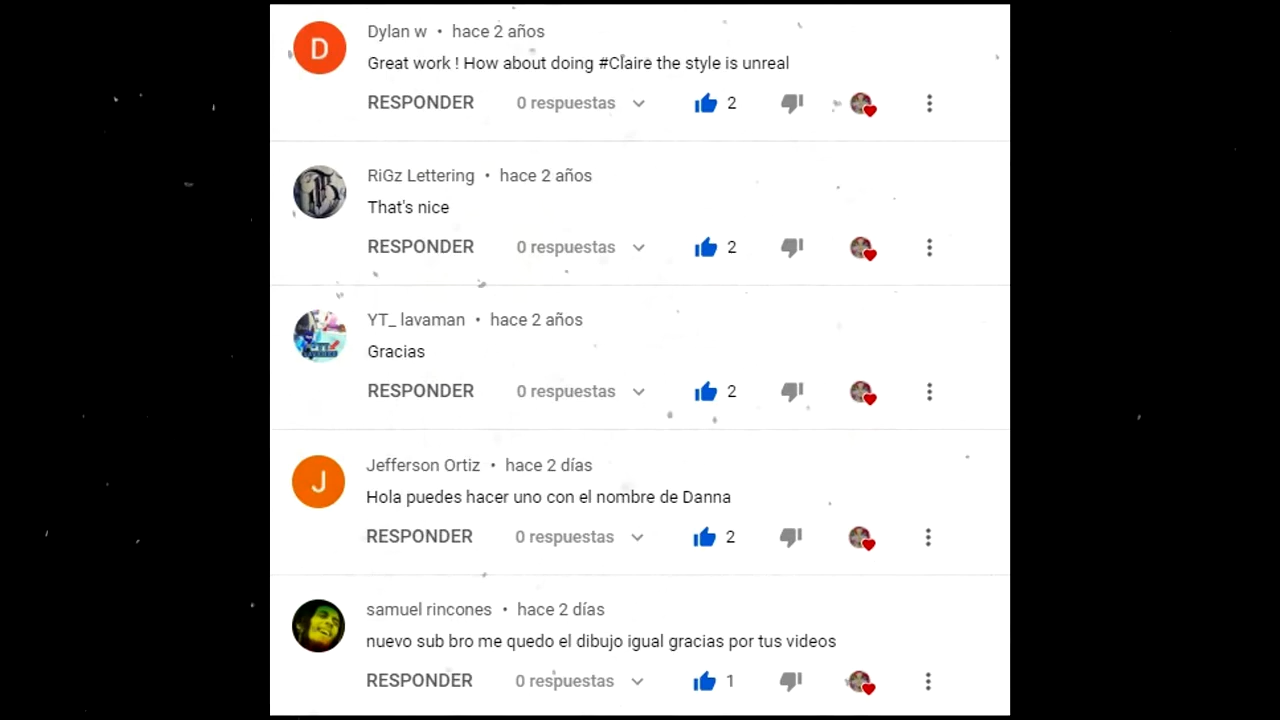 D
Dylan w • hace 2 años
Great work ! How about doing #Claire the style is unreal
RESPONDER 0 respuestas 2
RiGz Lettering • hace 2 años
That's nice
RESPONDER 0 respuestas 2
YT_ lavaman • hace 2 años
Gracias
RESPONDER 0 respuestas 2
J
Jefferson Ortiz • hace 2 días
Hola puedes hacer uno con el nombre de Danna
RESPONDER 0 respuestas 2
samuel rincones • hace 2 días
nuevo sub bro me quedo el dibujo igual gracias por tus videos
RESPONDER 0 respuestas 1